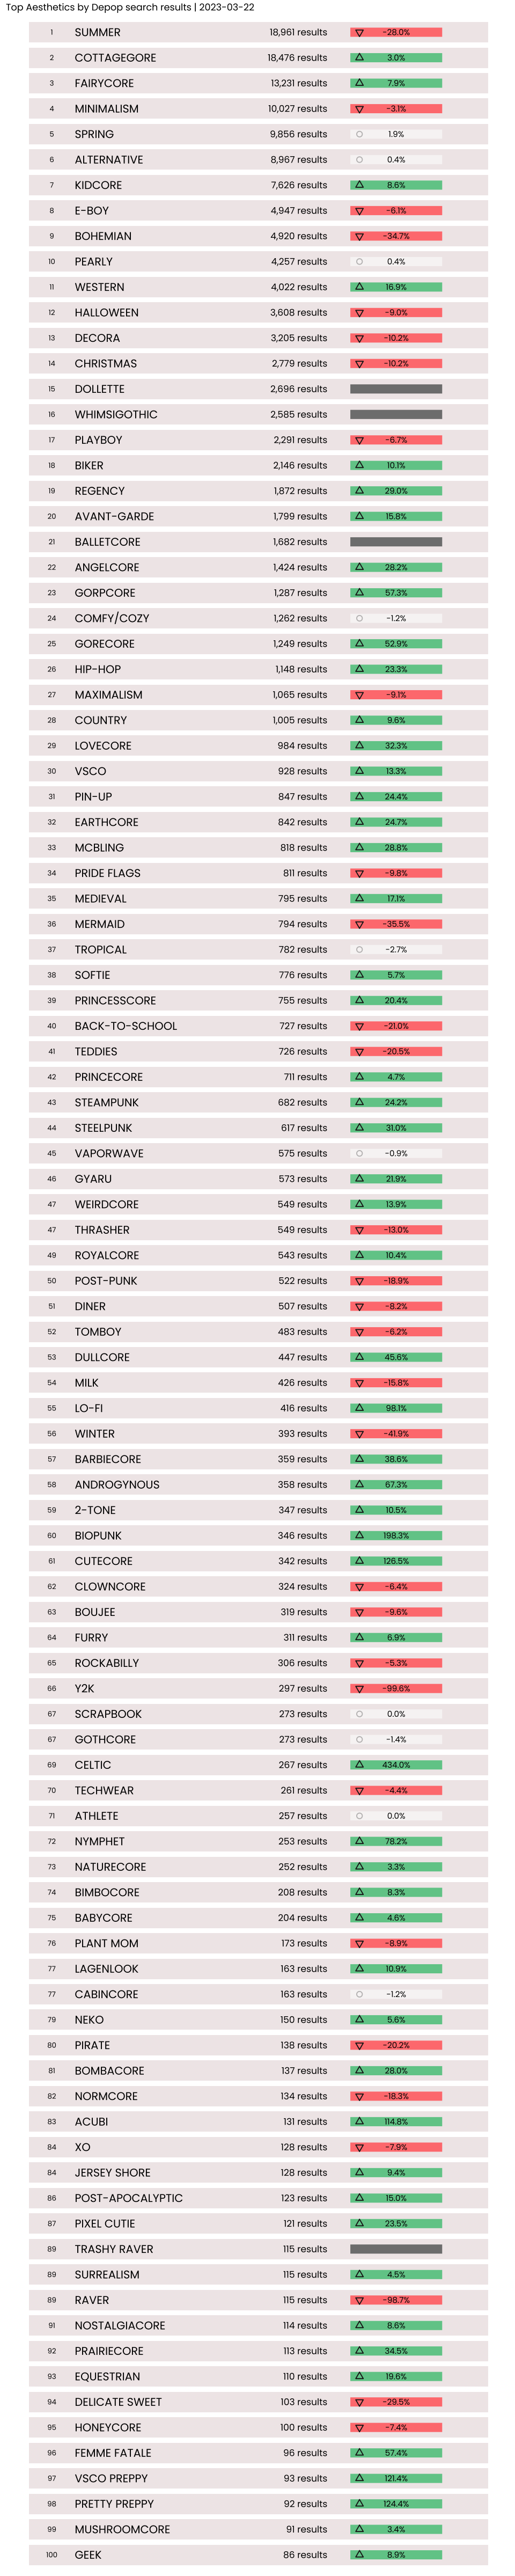 Top Aesthetics by Depop search results | 2023-03-22
1 SUMMER 18,961 results -28.0%
2 COTTAGEGORE 18,476 results 3.0%
3 FAIRYCORE 13,231 results 7.9%
4 MINIMALISM 10,027 results -3.1%
5 SPRING 9,856 results 1.9%
6 ALTERNATIVE 8,967 results 0.4%
7 KIDCORE 7,626 results 8.6%
8 E-BOY 4,947 results -6.1%
9 BOHEMIAN 4,920 results -34.7%
10 PEARLY 4,257 results 0.4%
11 WESTERN 4,022 results 16.9%
12 HALLOWEEN 3,608 results -9.0%
13 DECORA 3,205 results -10.2%
14 CHRISTMAS 2,779 results -10.2%
15 DOLLETTE 2,696 results
16 WHIMSIGOTHIC 2,585 results
17 PLAYBOY 2,291 results -6.7%
18 BIKER 2,146 results 10.1%
19 REGENCY 1,872 results 29.0%
20 AVANT-GARDE 1,799 results 15.8%
21 BALLETCORE 1,682 results
22 ANGELCORE 1,424 results 28.2%
23 GORPCORE 1,287 results 57.3%
24 COMFY/COZY 1,262 results -1.2%
25 GORECORE 1,249 results 52.9%
26 HIP-HOP 1,148 results 23.3%
27 MAXIMALISM 1,065 results -9.1%
28 COUNTRY 1,005 results 9.6%
29 LOVECORE 984 results 32.3%
30 VSCO 928 results 13.3%
31 PIN-UP 847 results 24.4%
32 EARTHCORE 842 results 24.7%
33 MCBLING 818 results 28.8%
34 PRIDE FLAGS 811 results -9.8%
35 MEDIEVAL 795 results 17.1%
36 MERMAID 794 results -35.5%
37 TROPICAL 782 results -2.7%
38 SOFTIE 776 results 5.7%
39 PRINCESSCORE 755 results 20.4%
40 BACK-TO-SCHOOL 727 results -21.0%
41 TEDDIES 726 results -20.5%
42 PRINCECORE 711 results 4.7%
43 STEAMPUNK 682 results 24.2%
44 STEELPUNK 617 results 31.0%
45 VAPORWAVE 575 results -0.9%
46 GYARU 573 results 21.9%
47 WEIRDCORE 549 results 13.9%
47 THRASHER 549 results -13.0%
49 ROYALCORE 543 results 10.4%
50 POST-PUNK 522 results -18.9%
51 DINER 507 results -8.2%
52 TOMBOY 483 results -6.2%
53 DULLCORE 447 results 45.6%
54 MILK 426 results -15.8%
55 LO-FI 416 results 98.1%
56 WINTER 393 results -41.9%
57 BARBIECORE 359 results 38.6%
58 ANDROGYNOUS 358 results 67.3%
59 2-TONE 347 results 10.5%
60 BIOPUNK 346 results 198.3%
61 CUTECORE 342 results 126.5%
62 CLOWNCORE 324 results -6.4%
63 BOUJEE 319 results -9.6%
64 FURRY 311 results 6.9%
65 ROCKABILLY 306 results -5.3%
66 Y2K 297 results -99.6%
67 SCRAPBOOK 273 results 0.0%
67 GOTHCORE 273 results -1.4%
69 CELTIC 267 results 434.0%
70 TECHWEAR 261 results -4.4%
71 ATHLETE 257 results 0.0%
72 NYMPHET 253 results 78.2%
73 NATURECORE 252 results 3.3%
74 BIMBOCORE 208 results 8.3%
75 BABYCORE 204 results 4.6%
76 PLANT MOM 173 results -8.9%
77 LAGENLOOK 163 results 10.9%
77 CABINCORE 163 results -1.2%
79 NEKO 150 results 5.6%
80 PIRATE 138 results -20.2%
81 BOMBACORE 137 results 28.0%
82 NORMCORE 134 results -18.3%
83 ACUBI 131 results 114.8%
84 XO 128 results -7.9%
84 JERSEY SHORE 128 results 9.4%
86 POST-APOCALYPTIC 123 results 15.0%
87 PIXEL CUTIE 121 results 23.5%
89 TRASHY RAVER 115 results
89 SURREALISM 115 results 4.5%
89 RAVER 115 results -98.7%
91 NOSTALGIACORE 114 results 8.6%
92 PRAIRIECORE 113 results 34.5%
93 EQUESTRIAN 110 results 19.6%
94 DELICATE SWEET 103 results -29.5%
95 HONEYCORE 100 results -7.4%
96 FEMME FATALE 96 results 57.4%
97 VSCO PREPPY 93 results 121.4%
98 PRETTY PREPPY 92 results 124.4%
99 MUSHROOMCORE 91 results 3.4%
100 GEEK 86 results 8.9%